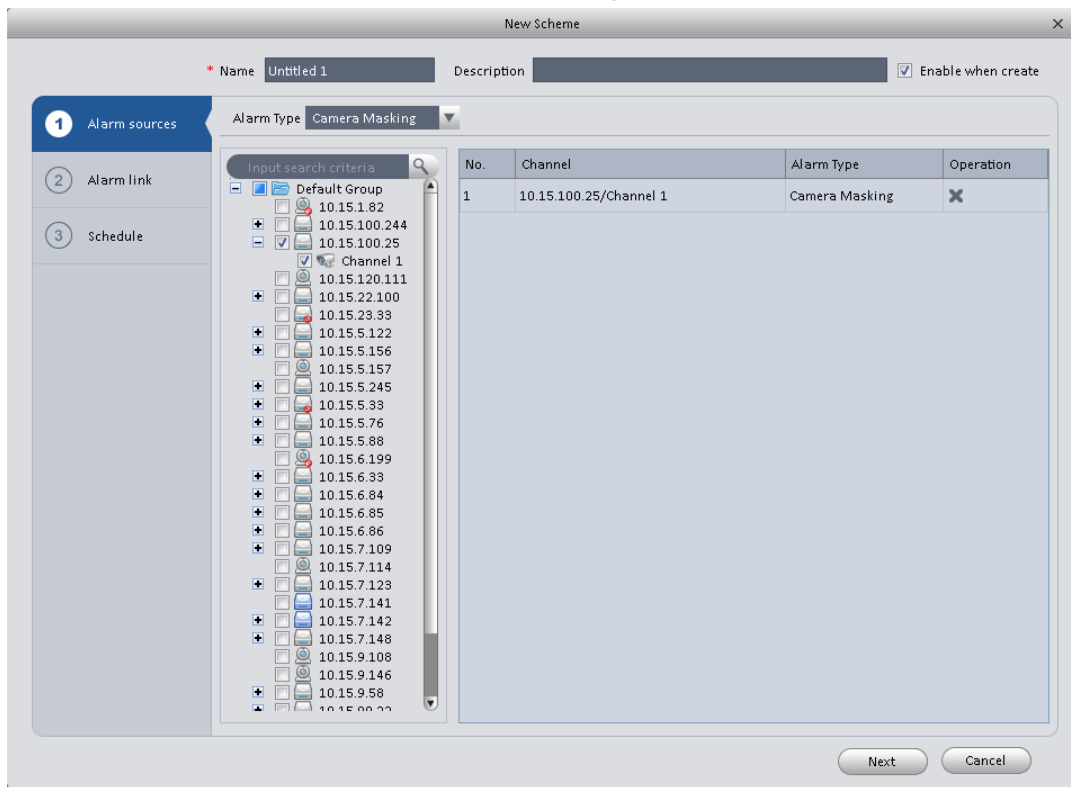 New Scheme
* Name Untitled 1 Description Enable when create
1 Alarm sources
2 Alarm link
3 Schedule
Alarm Type Camera Masking
Input search criteria
Default Group
10.15.1.82
10.15.100.244
10.15.100.25
Channel 1
10.15.120.111
10.15.22.100
10.15.23.33
10.15.5.122
10.15.5.156
10.15.5.157
10.15.5.245
10.15.5.33
10.15.5.76
10.15.5.88
10.15.6.199
10.15.6.33
10.15.6.84
10.15.6.85
10.15.6.86
10.15.7.109
10.15.7.114
10.15.7.123
10.15.7.141
10.15.7.142
10.15.7.148
10.15.9.108
10.15.9.146
10.15.9.58
No. Channel Alarm Type Operation
1 10.15.100.25/Channel 1 Camera Masking
Next Cancel